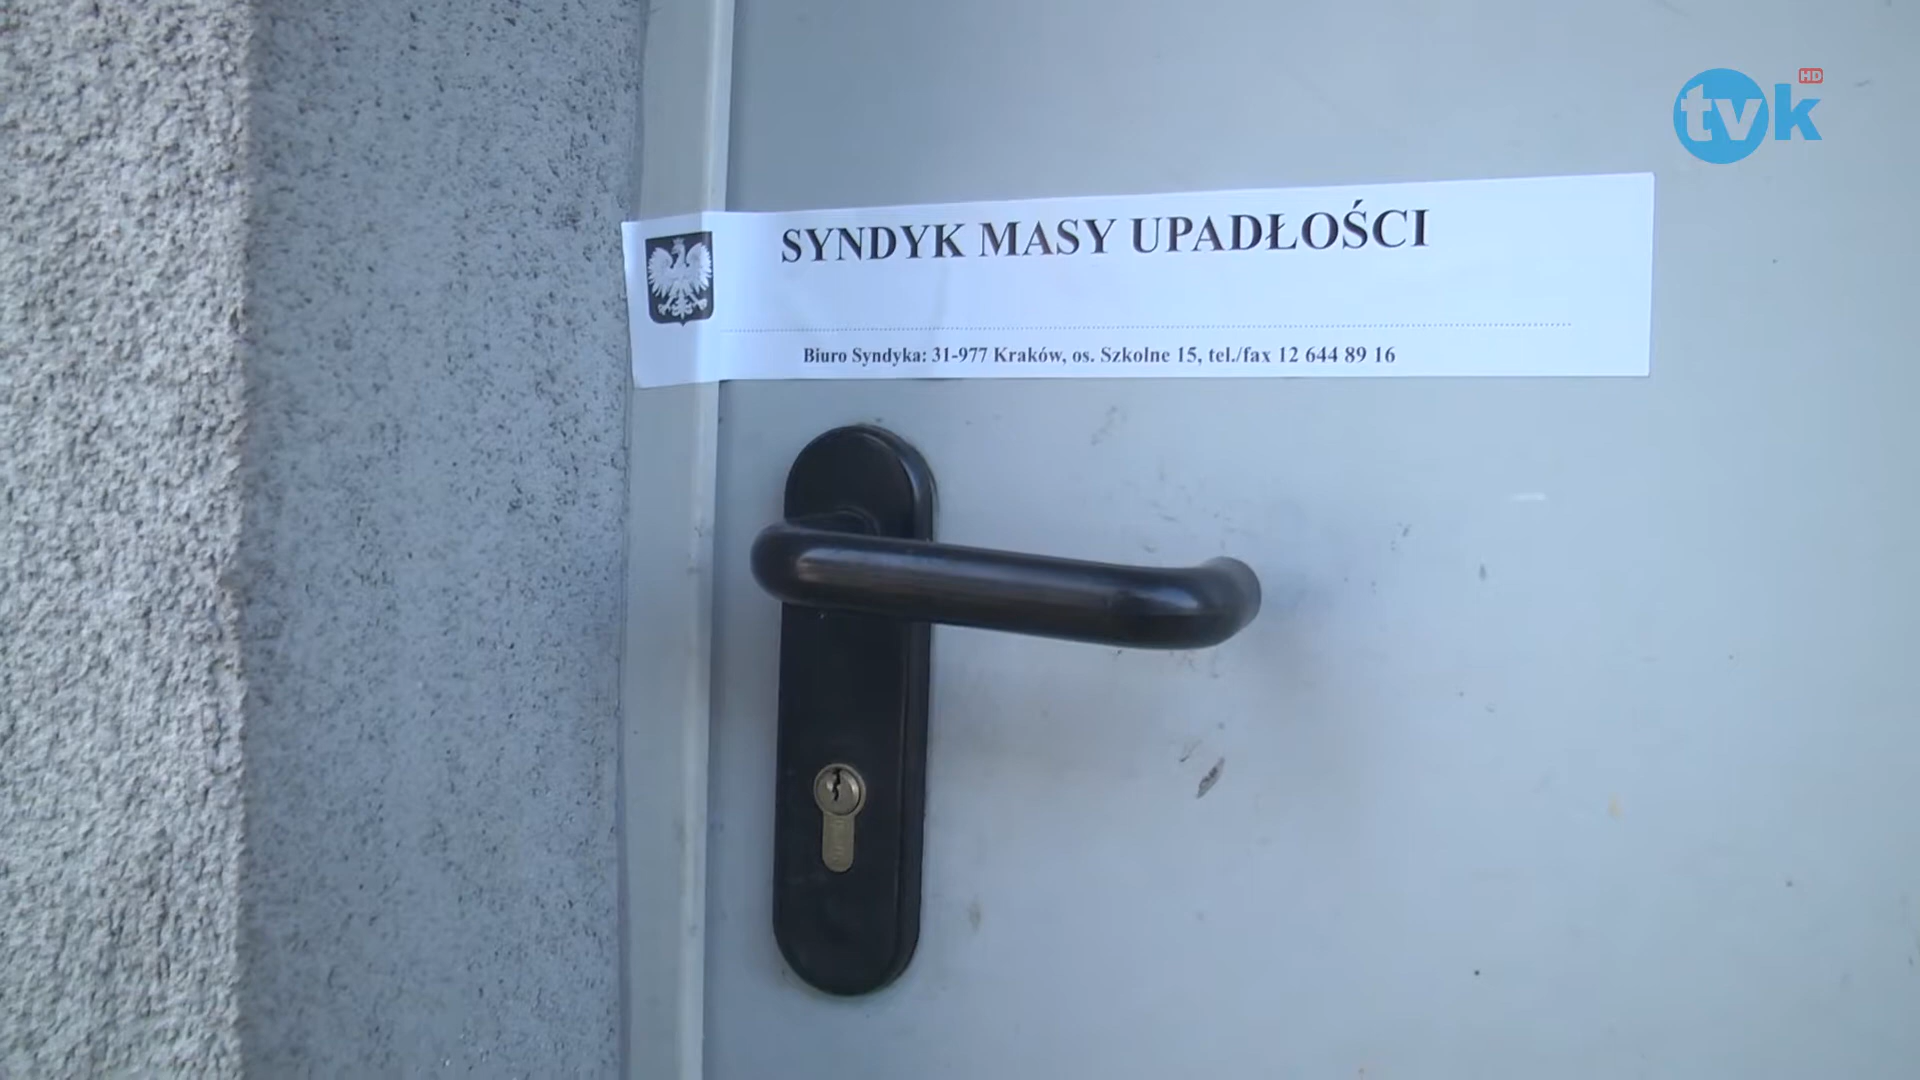 tvk HD
SYNDYK MASY UPADŁOŚCI
Biuro Syndyka: 31-977 Kraków, os. Szkolne 15, tel./fax 12 644 89 16